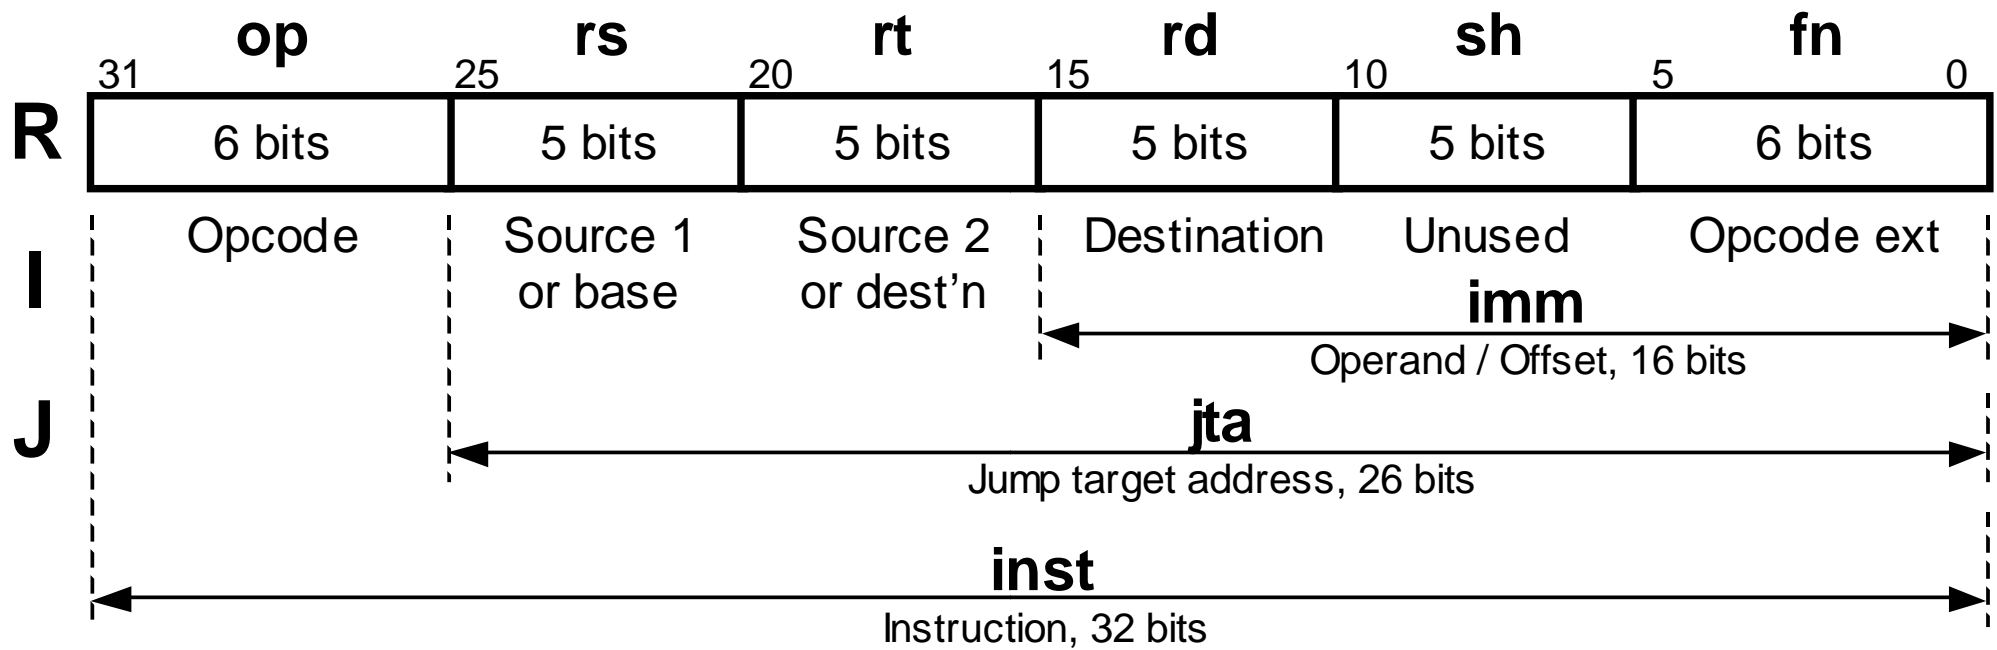 op rs rt rd sh fn
31 25 20 15 10 5 0
R 6 bits 5 bits 5 bits 5 bits 5 bits 6 bits
I Opcode Source 1 Source 2 Destination Unused Opcode ext
or base or dest’n imm
Operand / Offset, 16 bits
J jta
Jump target address, 26 bits
inst
Instruction, 32 bits